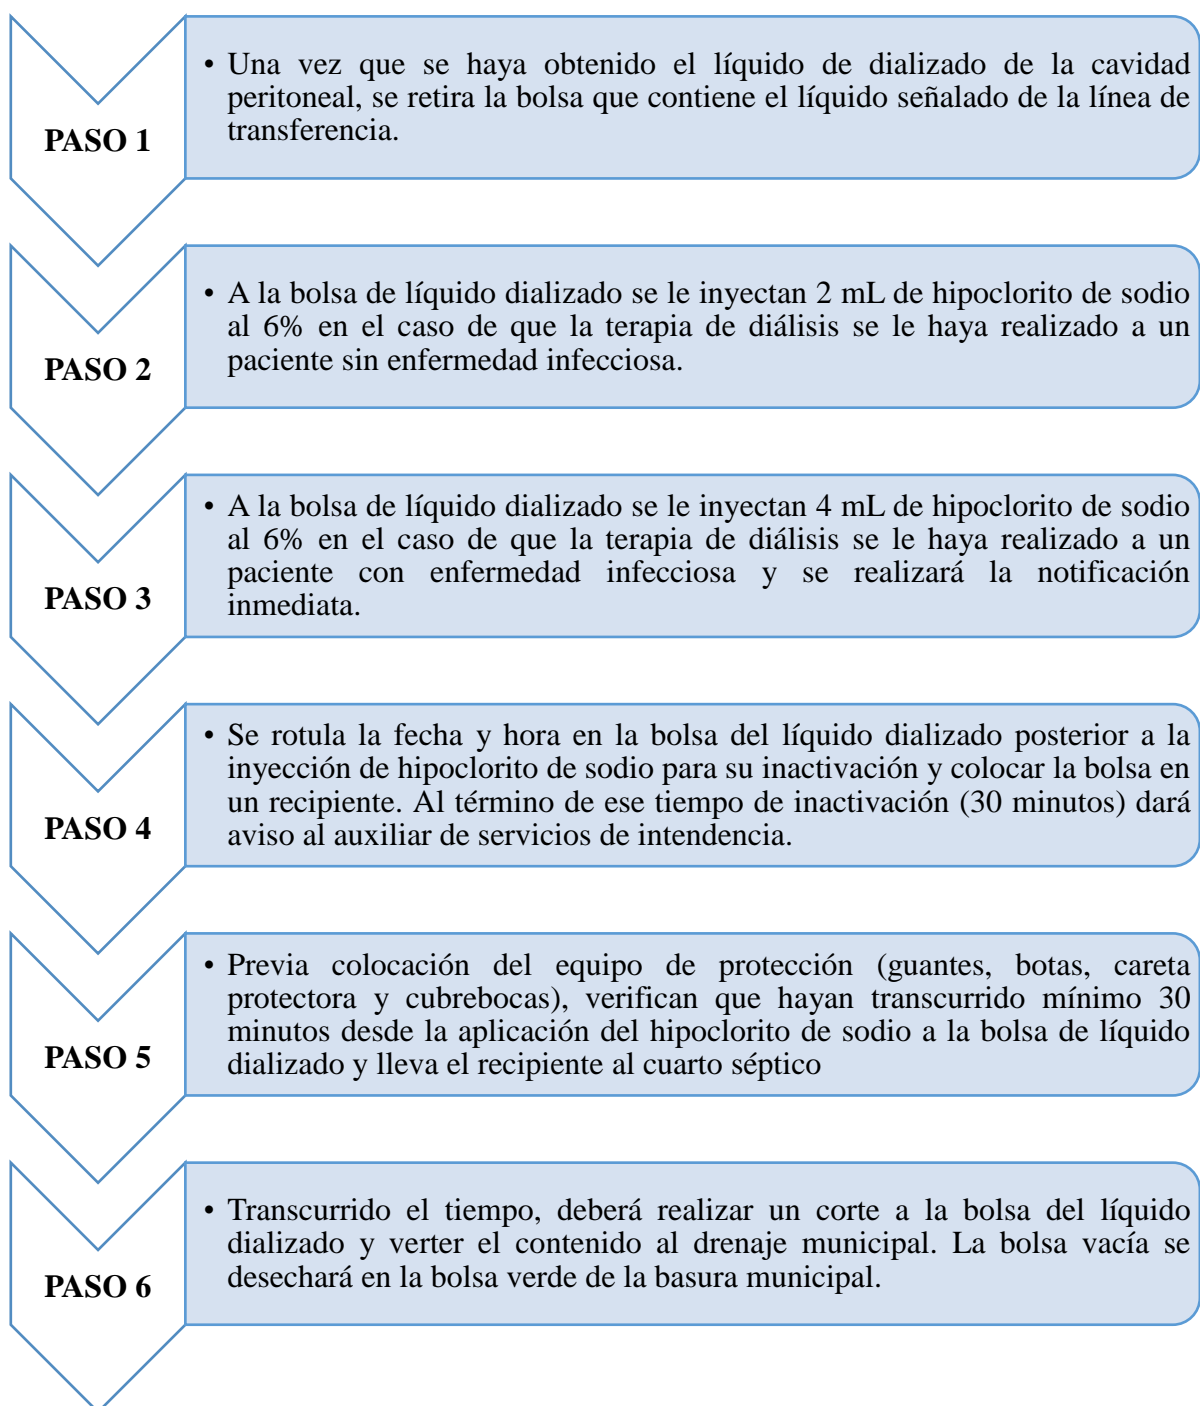 PASO 1
• Una vez que se haya obtenido el líquido de dializado de la cavidad
peritoneal, se retira la bolsa que contiene el líquido señalado de la línea de
transferencia.
PASO 2
• A la bolsa de líquido dializado se le inyectan 2 mL de hipoclorito de sodio
al 6% en el caso de que la terapia de diálisis se le haya realizado a un
paciente sin enfermedad infecciosa.
PASO 3
• A la bolsa de líquido dializado se le inyectan 4 mL de hipoclorito de sodio
al 6% en el caso de que la terapia de diálisis se le haya realizado a un
paciente con enfermedad infecciosa y se realizará la notificación
inmediata.
PASO 4
• Se rotula la fecha y hora en la bolsa del líquido dializado posterior a la
inyección de hipoclorito de sodio para su inactivación y colocar la bolsa en
un recipiente. Al término de ese tiempo de inactivación (30 minutos) dará
aviso al auxiliar de servicios de intendencia.
PASO 5
• Previa colocación del equipo de protección (guantes, botas, careta
protectora y cubrebocas), verifican que hayan transcurrido mínimo 30
minutos desde la aplicación del hipoclorito de sodio a la bolsa de líquido
dializado y lleva el recipiente al cuarto séptico
PASO 6
• Transcurrido el tiempo, deberá realizar un corte a la bolsa del líquido
dializado y verter el contenido al drenaje municipal. La bolsa vacía se
desechará en la bolsa verde de la basura municipal.